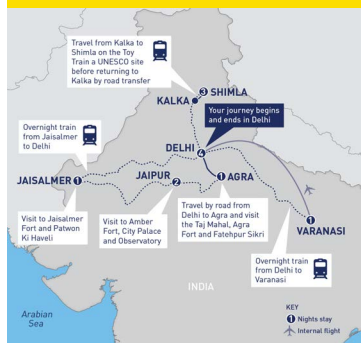 Travel from Kalka to
Shimla on the Toy
Train a UNESCO site
before returning to
Kalka by road transfer
3 SHIMLA
KALKA
Your journey begins
and ends in Delhi
Overnight train
from Jaisalmer
to Delhi
DELHI
4
JAISALMER 1
JAIPUR
2
1 AGRA
Visit to Jaisalmer
Fort and Patwon
Ki Haveli
Visit to Amber
Fort, City Palace
and Observatory
Travel by road from
Delhi to Agra and visit
the Taj Mahal, Agra
Fort and Fatehpur Sikri
1
VARANASI
Overnight train
from Delhi to
Varanasi
INDIA
Arabian
Sea
KEY
1 Nights stay
Internal flight